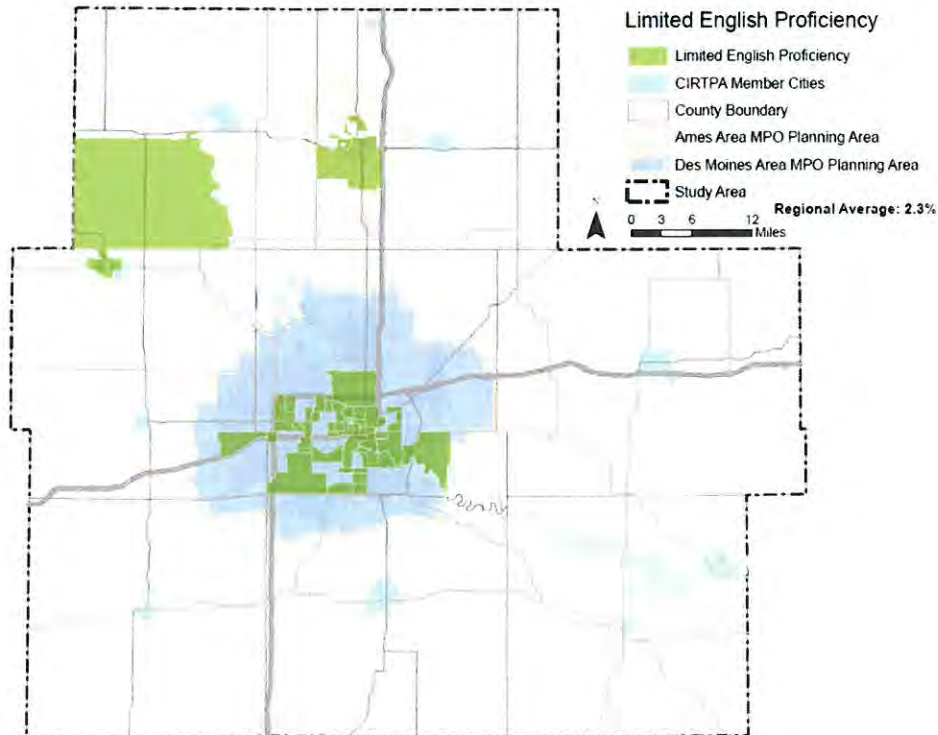 Limited English Proficiency
Limited English Proficiency
CIRTPA Member Cities
County Boundary
Ames Area MPO Planning Area
Des Moines Area MPO Planning Area
Study Area
Regional Average: 2.3%
N
0 3 6 12
Miles